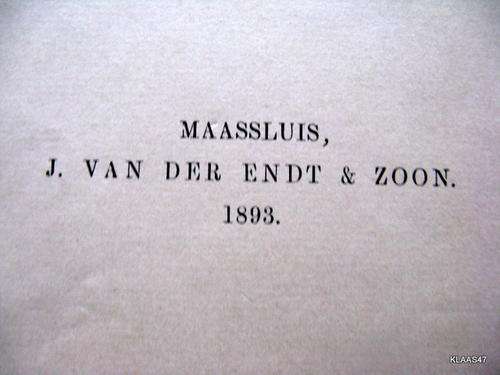 MAASSLUIS,
J. VAN DER ENDT & ZOON.
1893.
KLAAS47